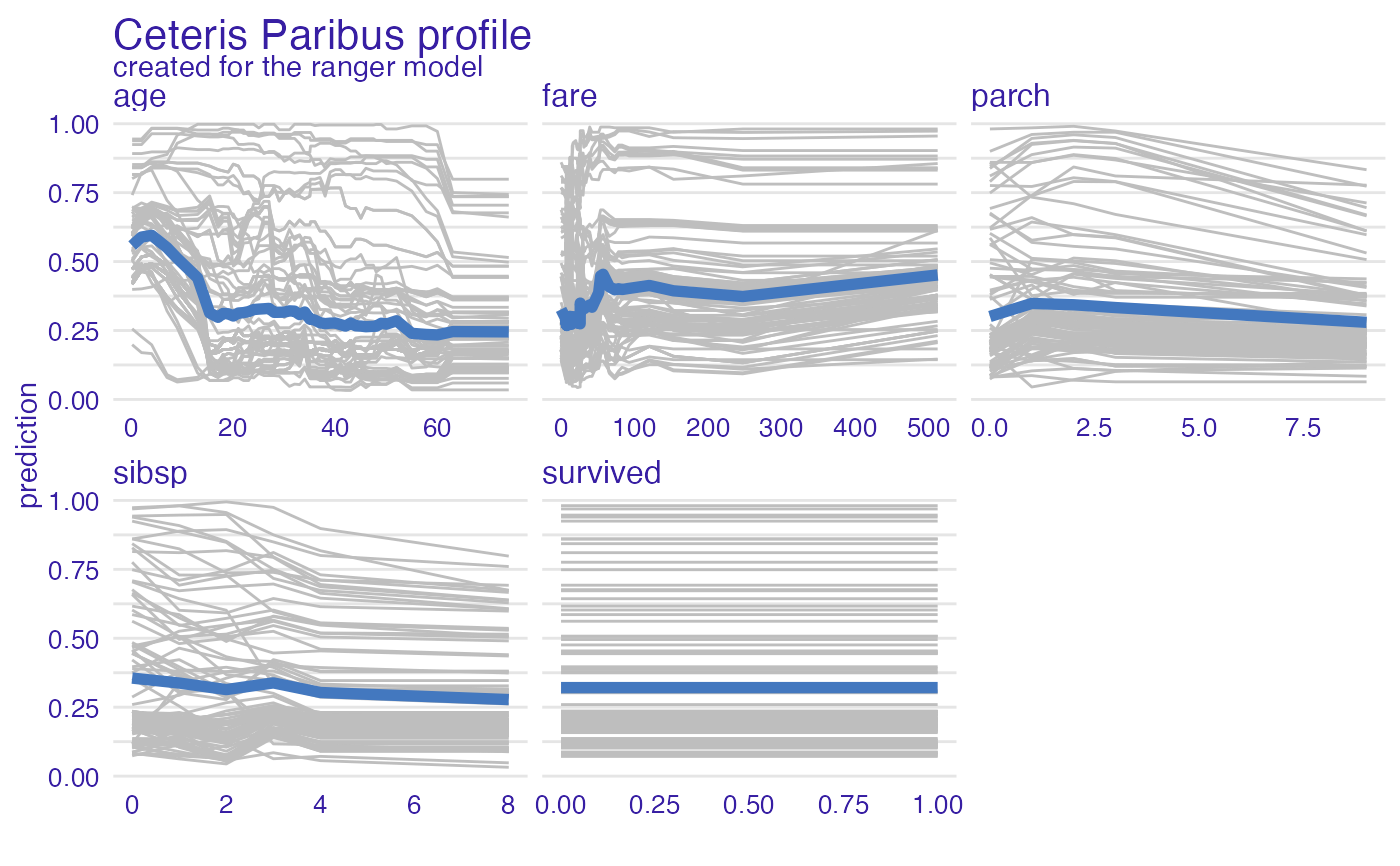 Ceteris Paribus profile
created for the ranger model
age fare parch
1.00
0.75
0.50
0.25
0.00
0 20 40 60 0 100 200 300 400 500 0.0 2.5 5.0 7.5
prediction
sibsp survived
1.00
0.75
0.50
0.25
0.00
0 2 4 6 8 0.00 0.25 0.50 0.75 1.00